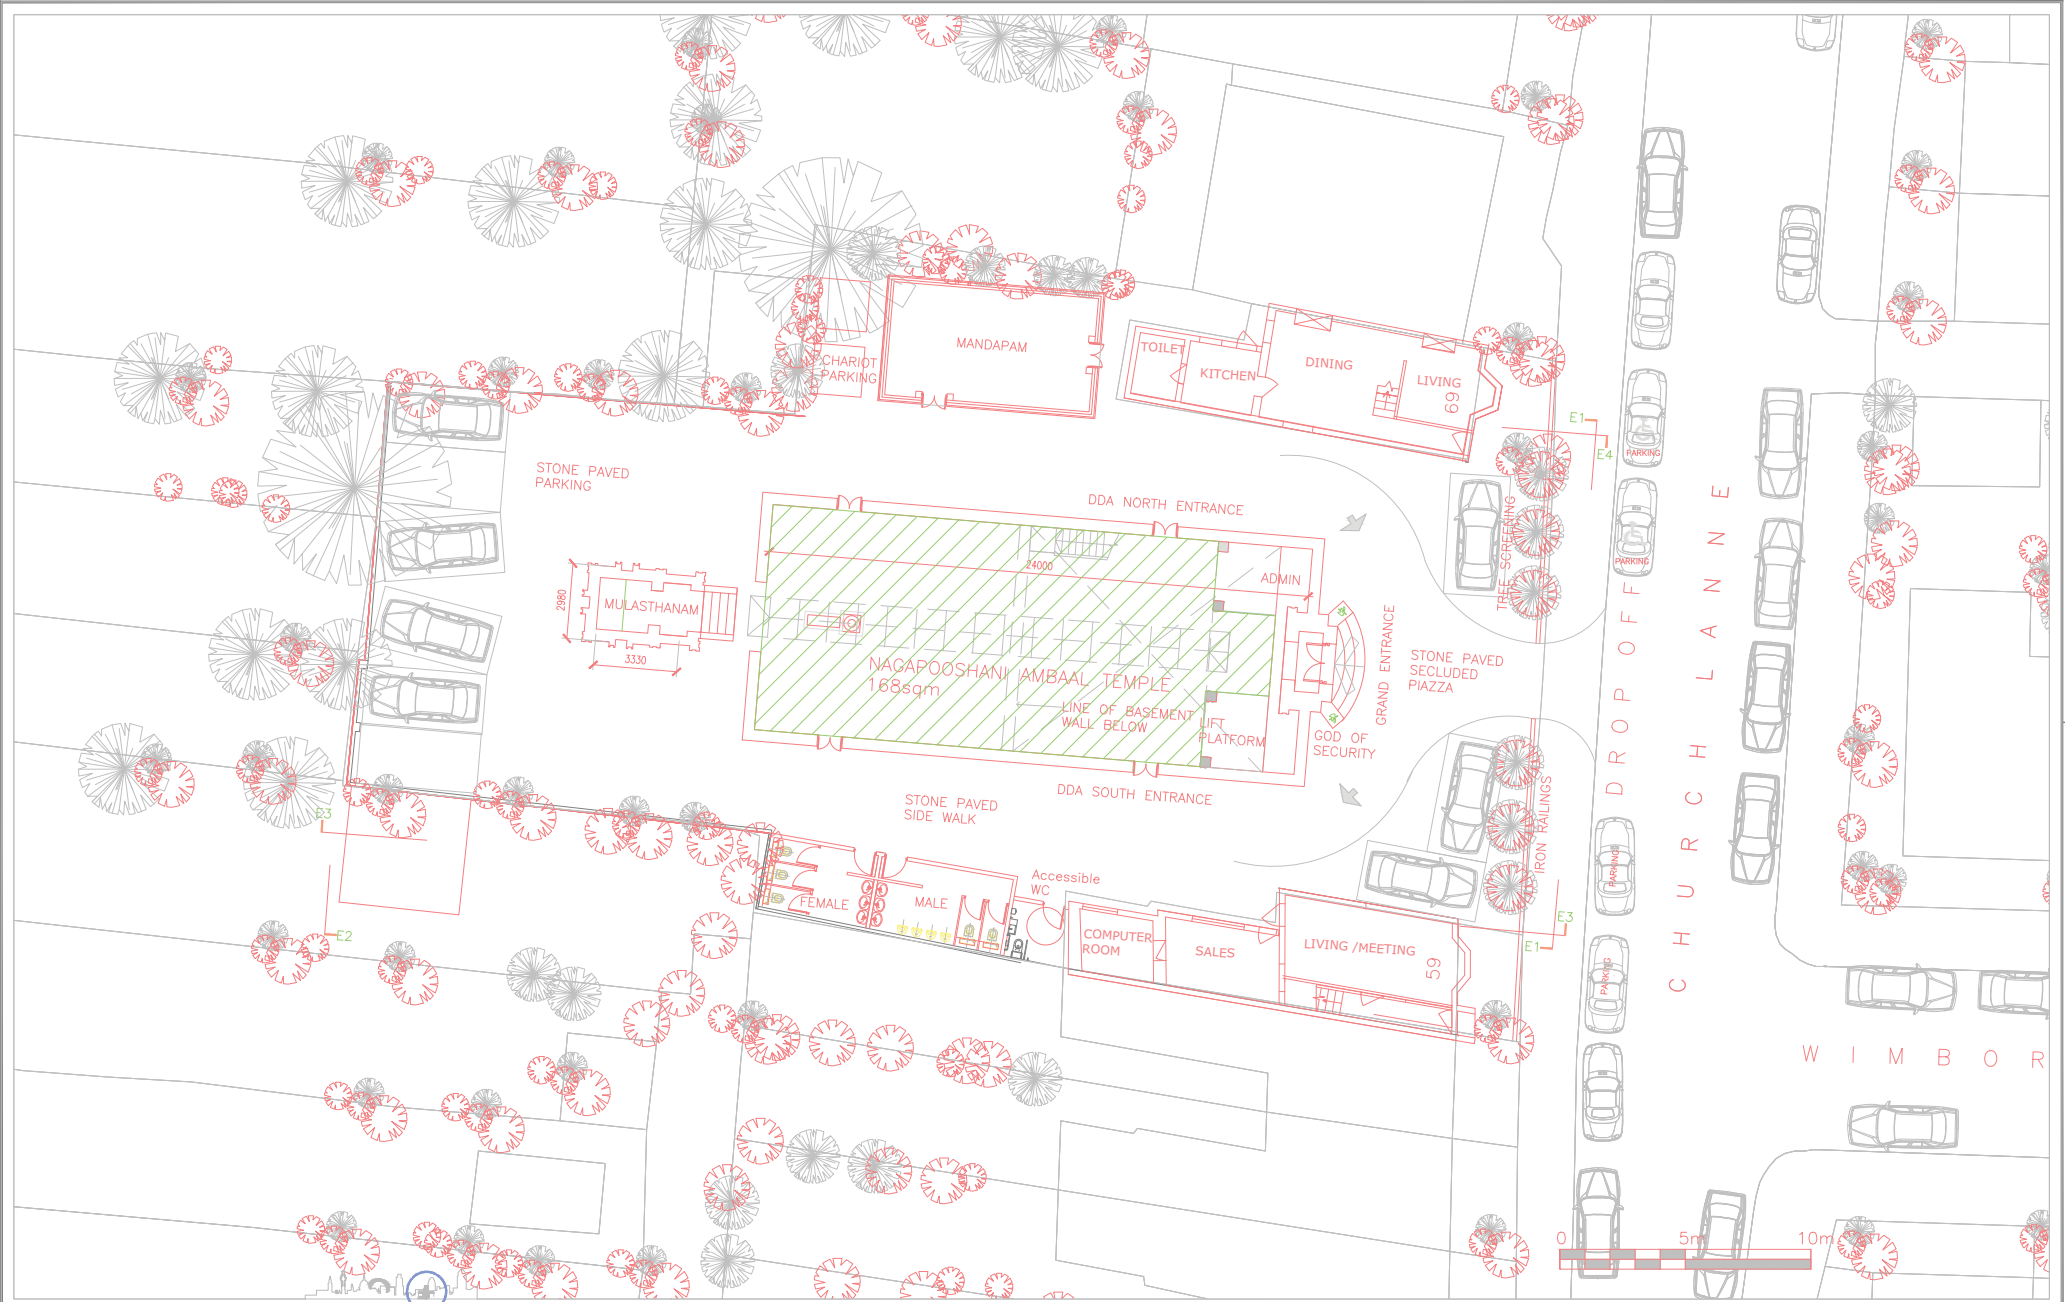 MANDAPAM
CHARIOT
PARKING
TOILET
KITCHEN
DINING
LIVING
69
E1
E4
PARKING
STONE PAVED
PARKING
DDA NORTH ENTRANCE
TREE SCREENING
PARKING
24000
ADMIN
2980
MULASTHANAM
3330
NAGAPOOSHANI AMBAAL TEMPLE
168sqm
LINE OF BASEMENT
WALL BELOW
LIFT
PLATFORM
GRAND ENTRANCE
STONE PAVED
SECLUDED
PIAZZA
GOD OF
SECURITY
DROPOFF
CHURCH LANNE
DDA SOUTH ENTRANCE
STONE PAVED
SIDE WALK
IRON RAILINGS
E3
E2
Accessible
WC
FEMALE
MALE
PARKING
COMPUTER
ROOM
SALES
LIVING /MEETING
59
E3
E1
PARKING
WIMBOR
0 5m 10m